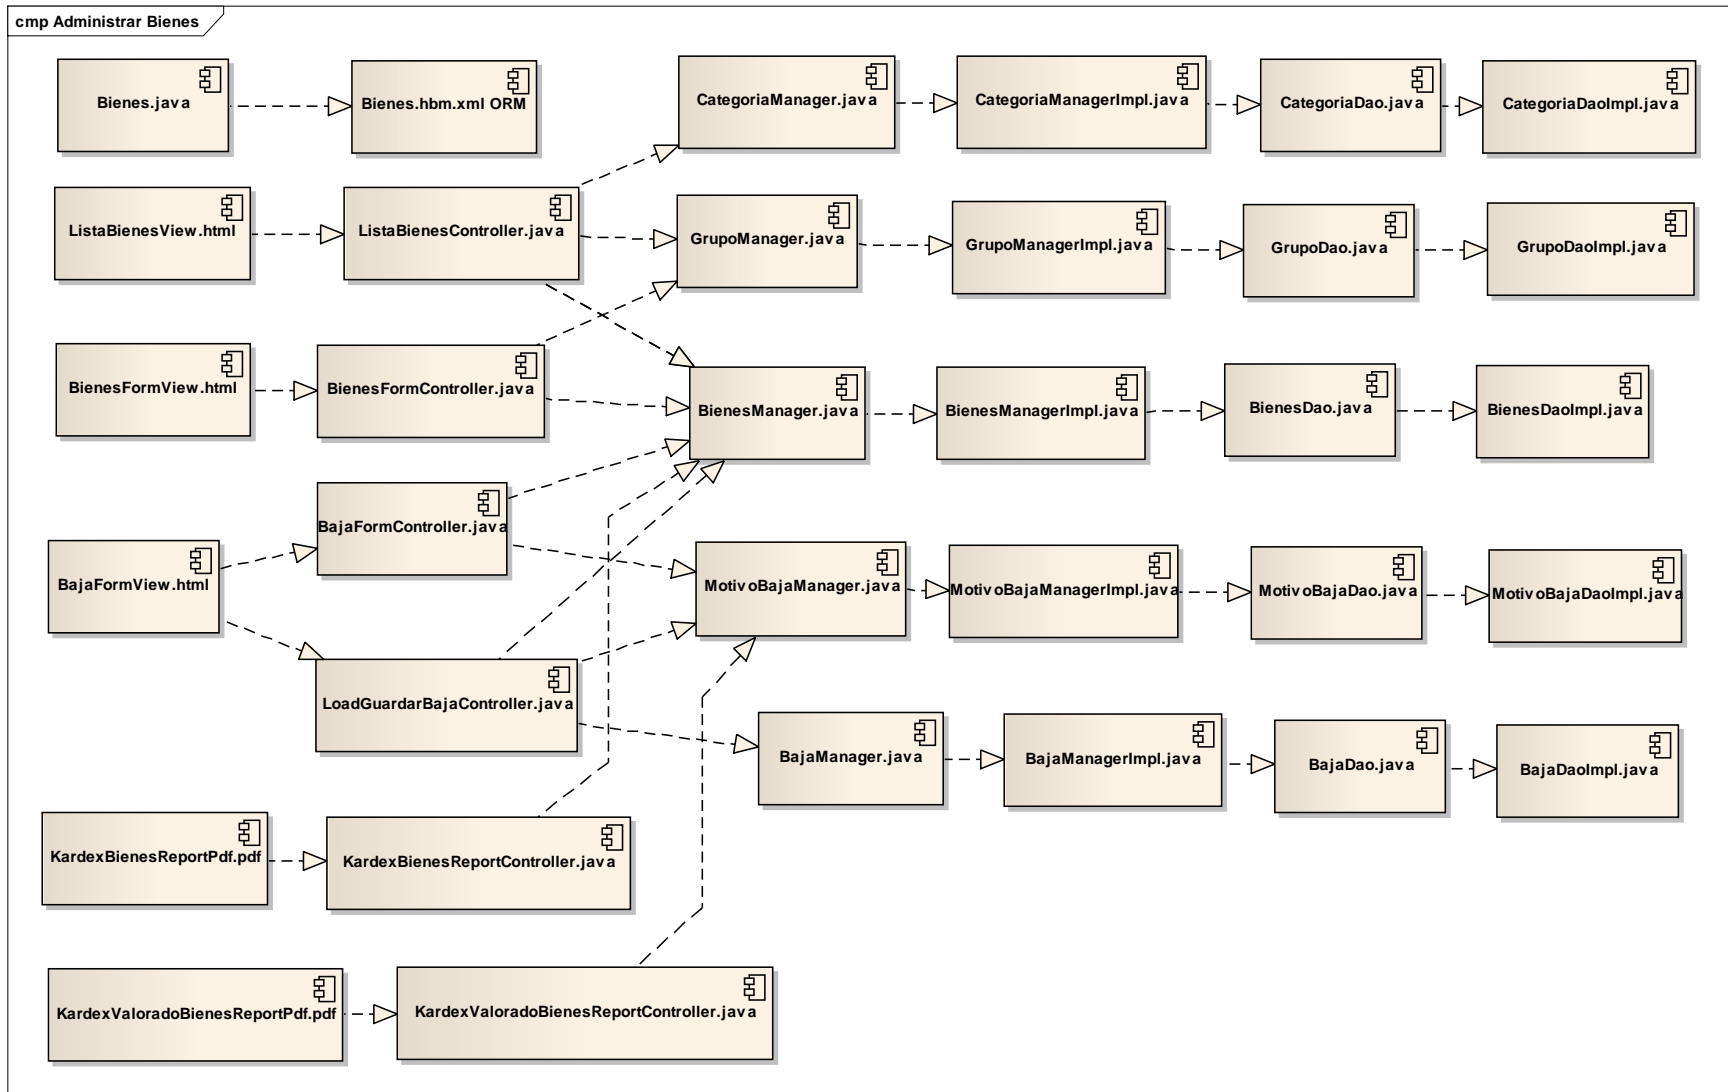 cmp Administrar Bienes
Bienes.java
Bienes.hbm.xml ORM
CategoriaManager.java
CategoriaManagerImpl.java
CategoriaDao.java
CategoriaDaoImpl.java
ListaBienesView.html
ListaBienesController.java
GrupoManager.java
GrupoManagerImpl.java
GrupoDao.java
GrupoDaoImpl.java
BienesFormView.html
BienesFormController.java
BienesManager.java
BienesManagerImpl.java
BienesDao.java
BienesDaoImpl.java
BajaFormController.java
BajaFormView.html
MotivoBajaManager.java
MotivoBajaManagerImpl.java
MotivoBajaDao.java
MotivoBajaDaoImpl.java
LoadGuardarBajaController.java
BajaManager.java
BajaManagerImpl.java
BajaDao.java
BajaDaoImpl.java
KardexBienesReportPdf.pdf
KardexBienesReportController.java
KardexValoradoBienesReportPdf.pdf
KardexValoradoBienesReportController.java